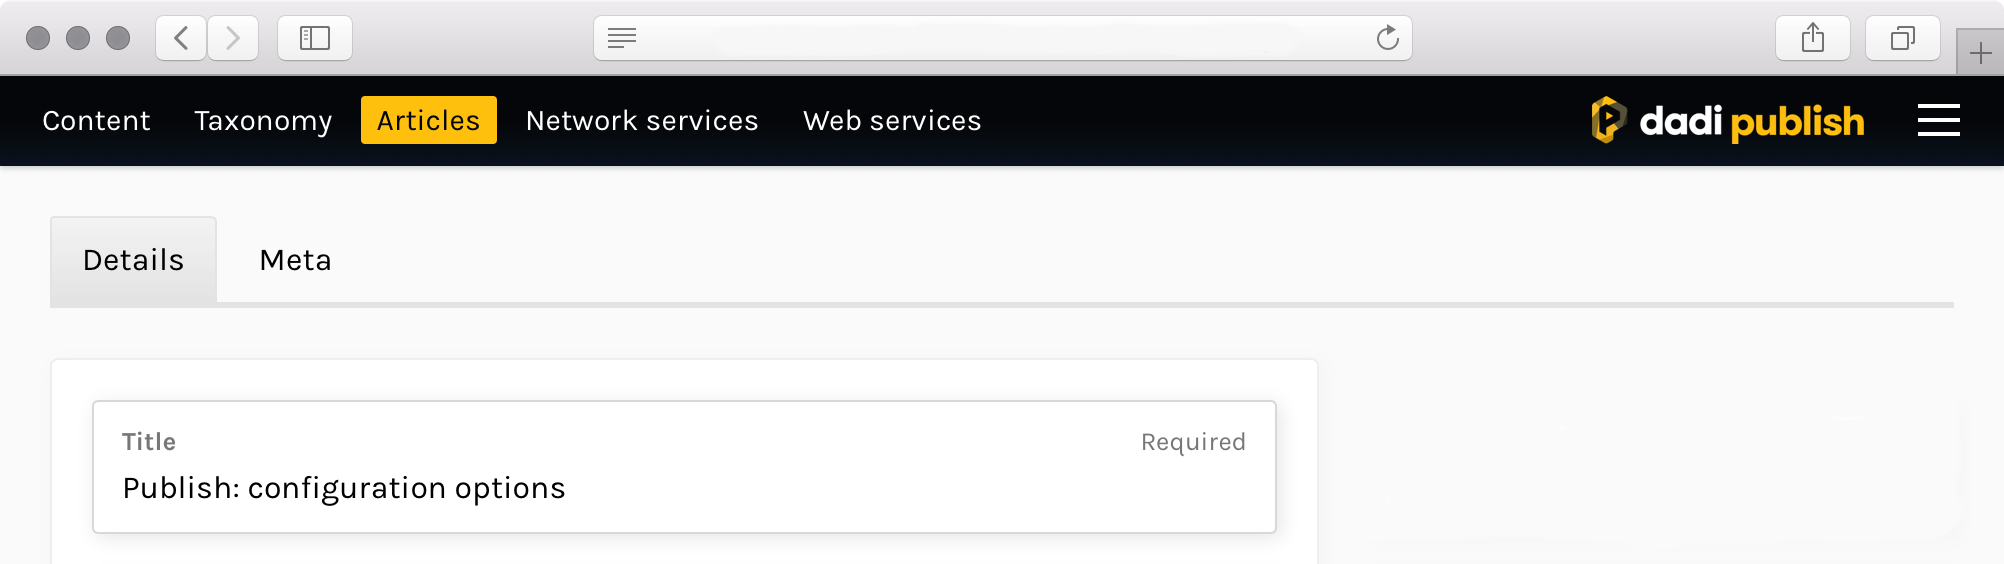 Content Taxonomy Articles Network services Web services dadi publish
Details Meta
Title Required
Publish: configuration options